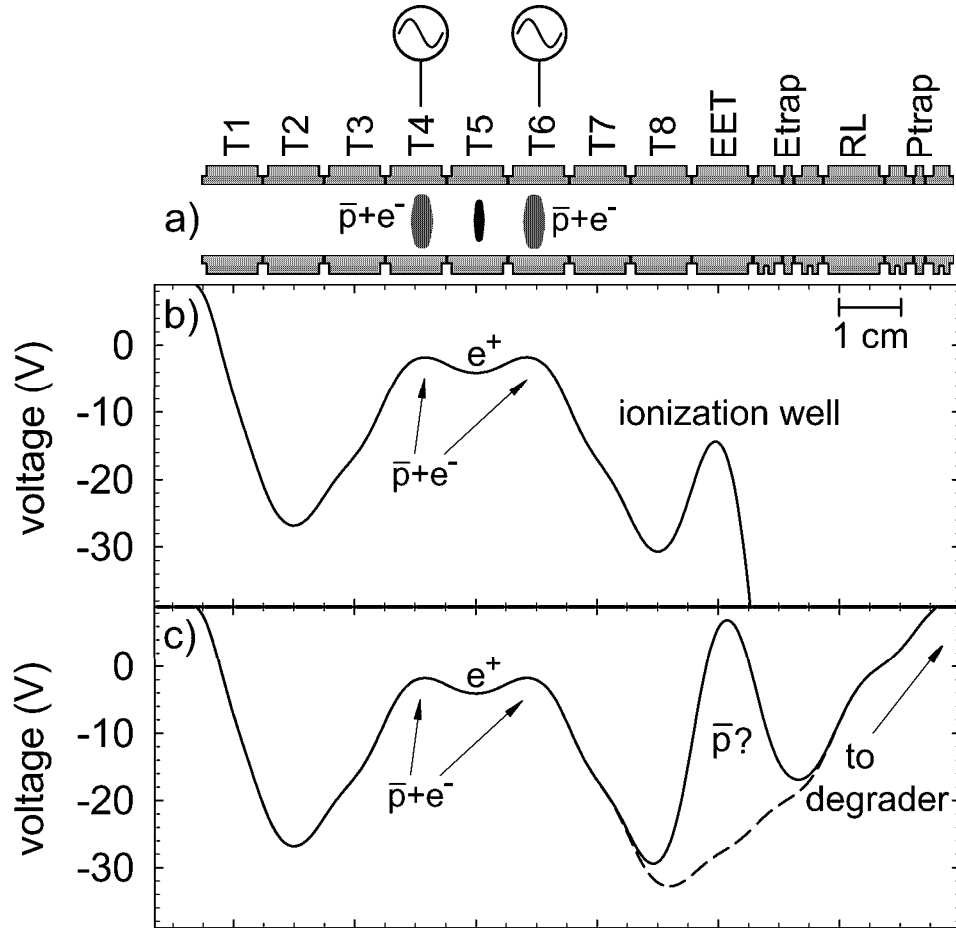 T1 T2 T3 T4 T5 T6 T7 T8 EET Etrap RL Ptrap
a)
p̄+e⁻ p̄+e⁻
b)
1 cm
e⁺
ionization well
p̄+e⁻
voltage (V)
0
-10
-20
-30
c)
e⁺
p̄?
p̄+e⁻
to
degrader
voltage (V)
0
-10
-20
-30